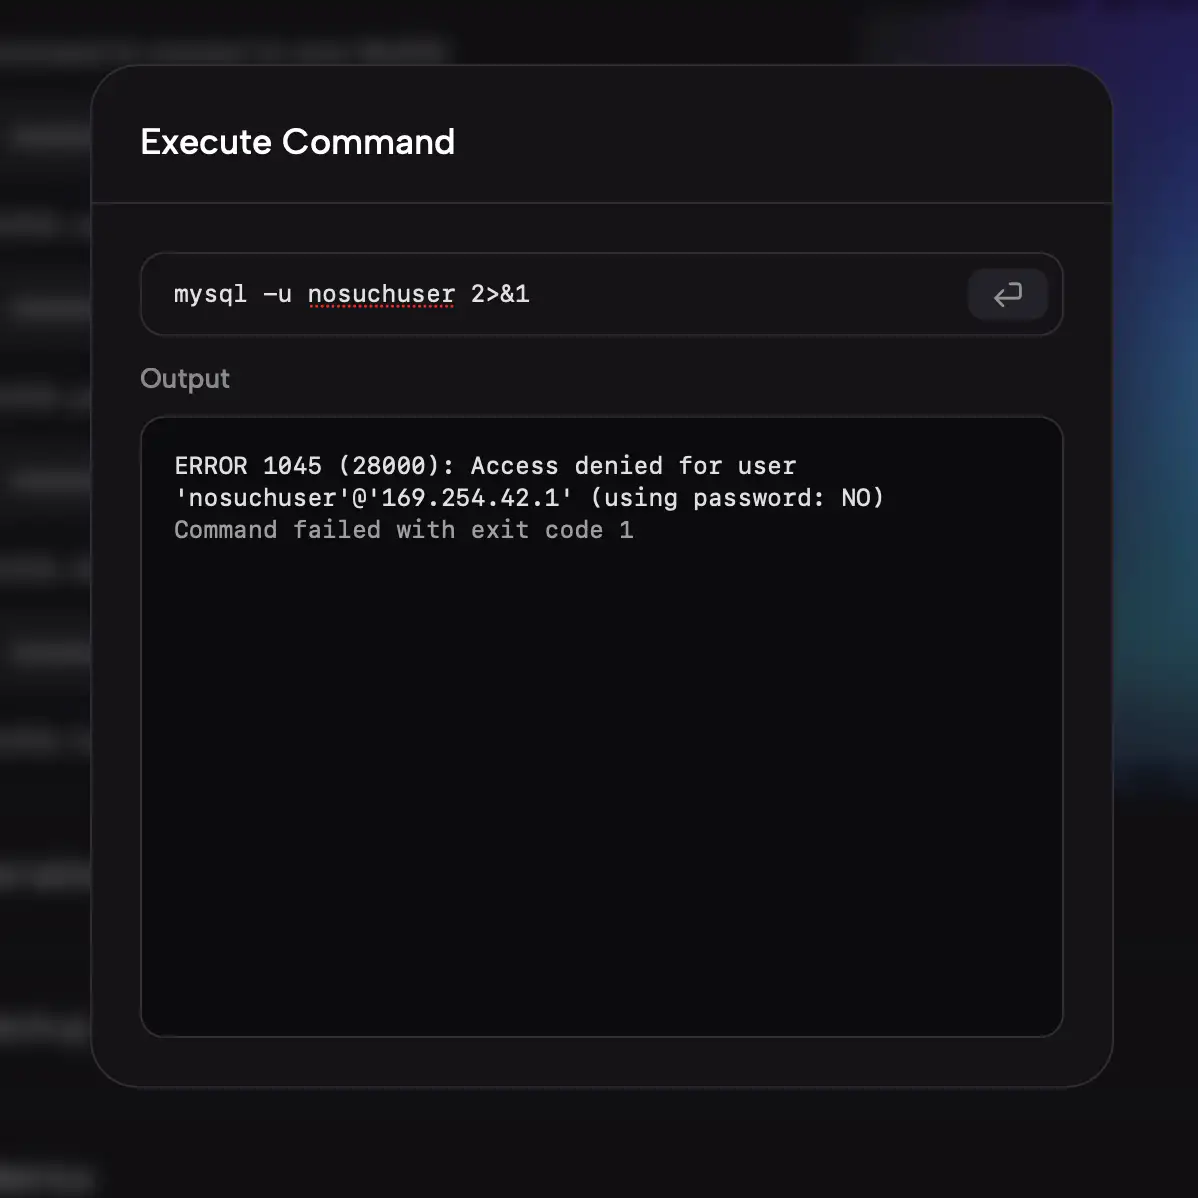 Execute Command
mysql -u nosuchuser 2>&1
Output
ERROR 1045 (28000): Access denied for user
'nosuchuser'@'169.254.42.1' (using password: NO)
Command failed with exit code 1